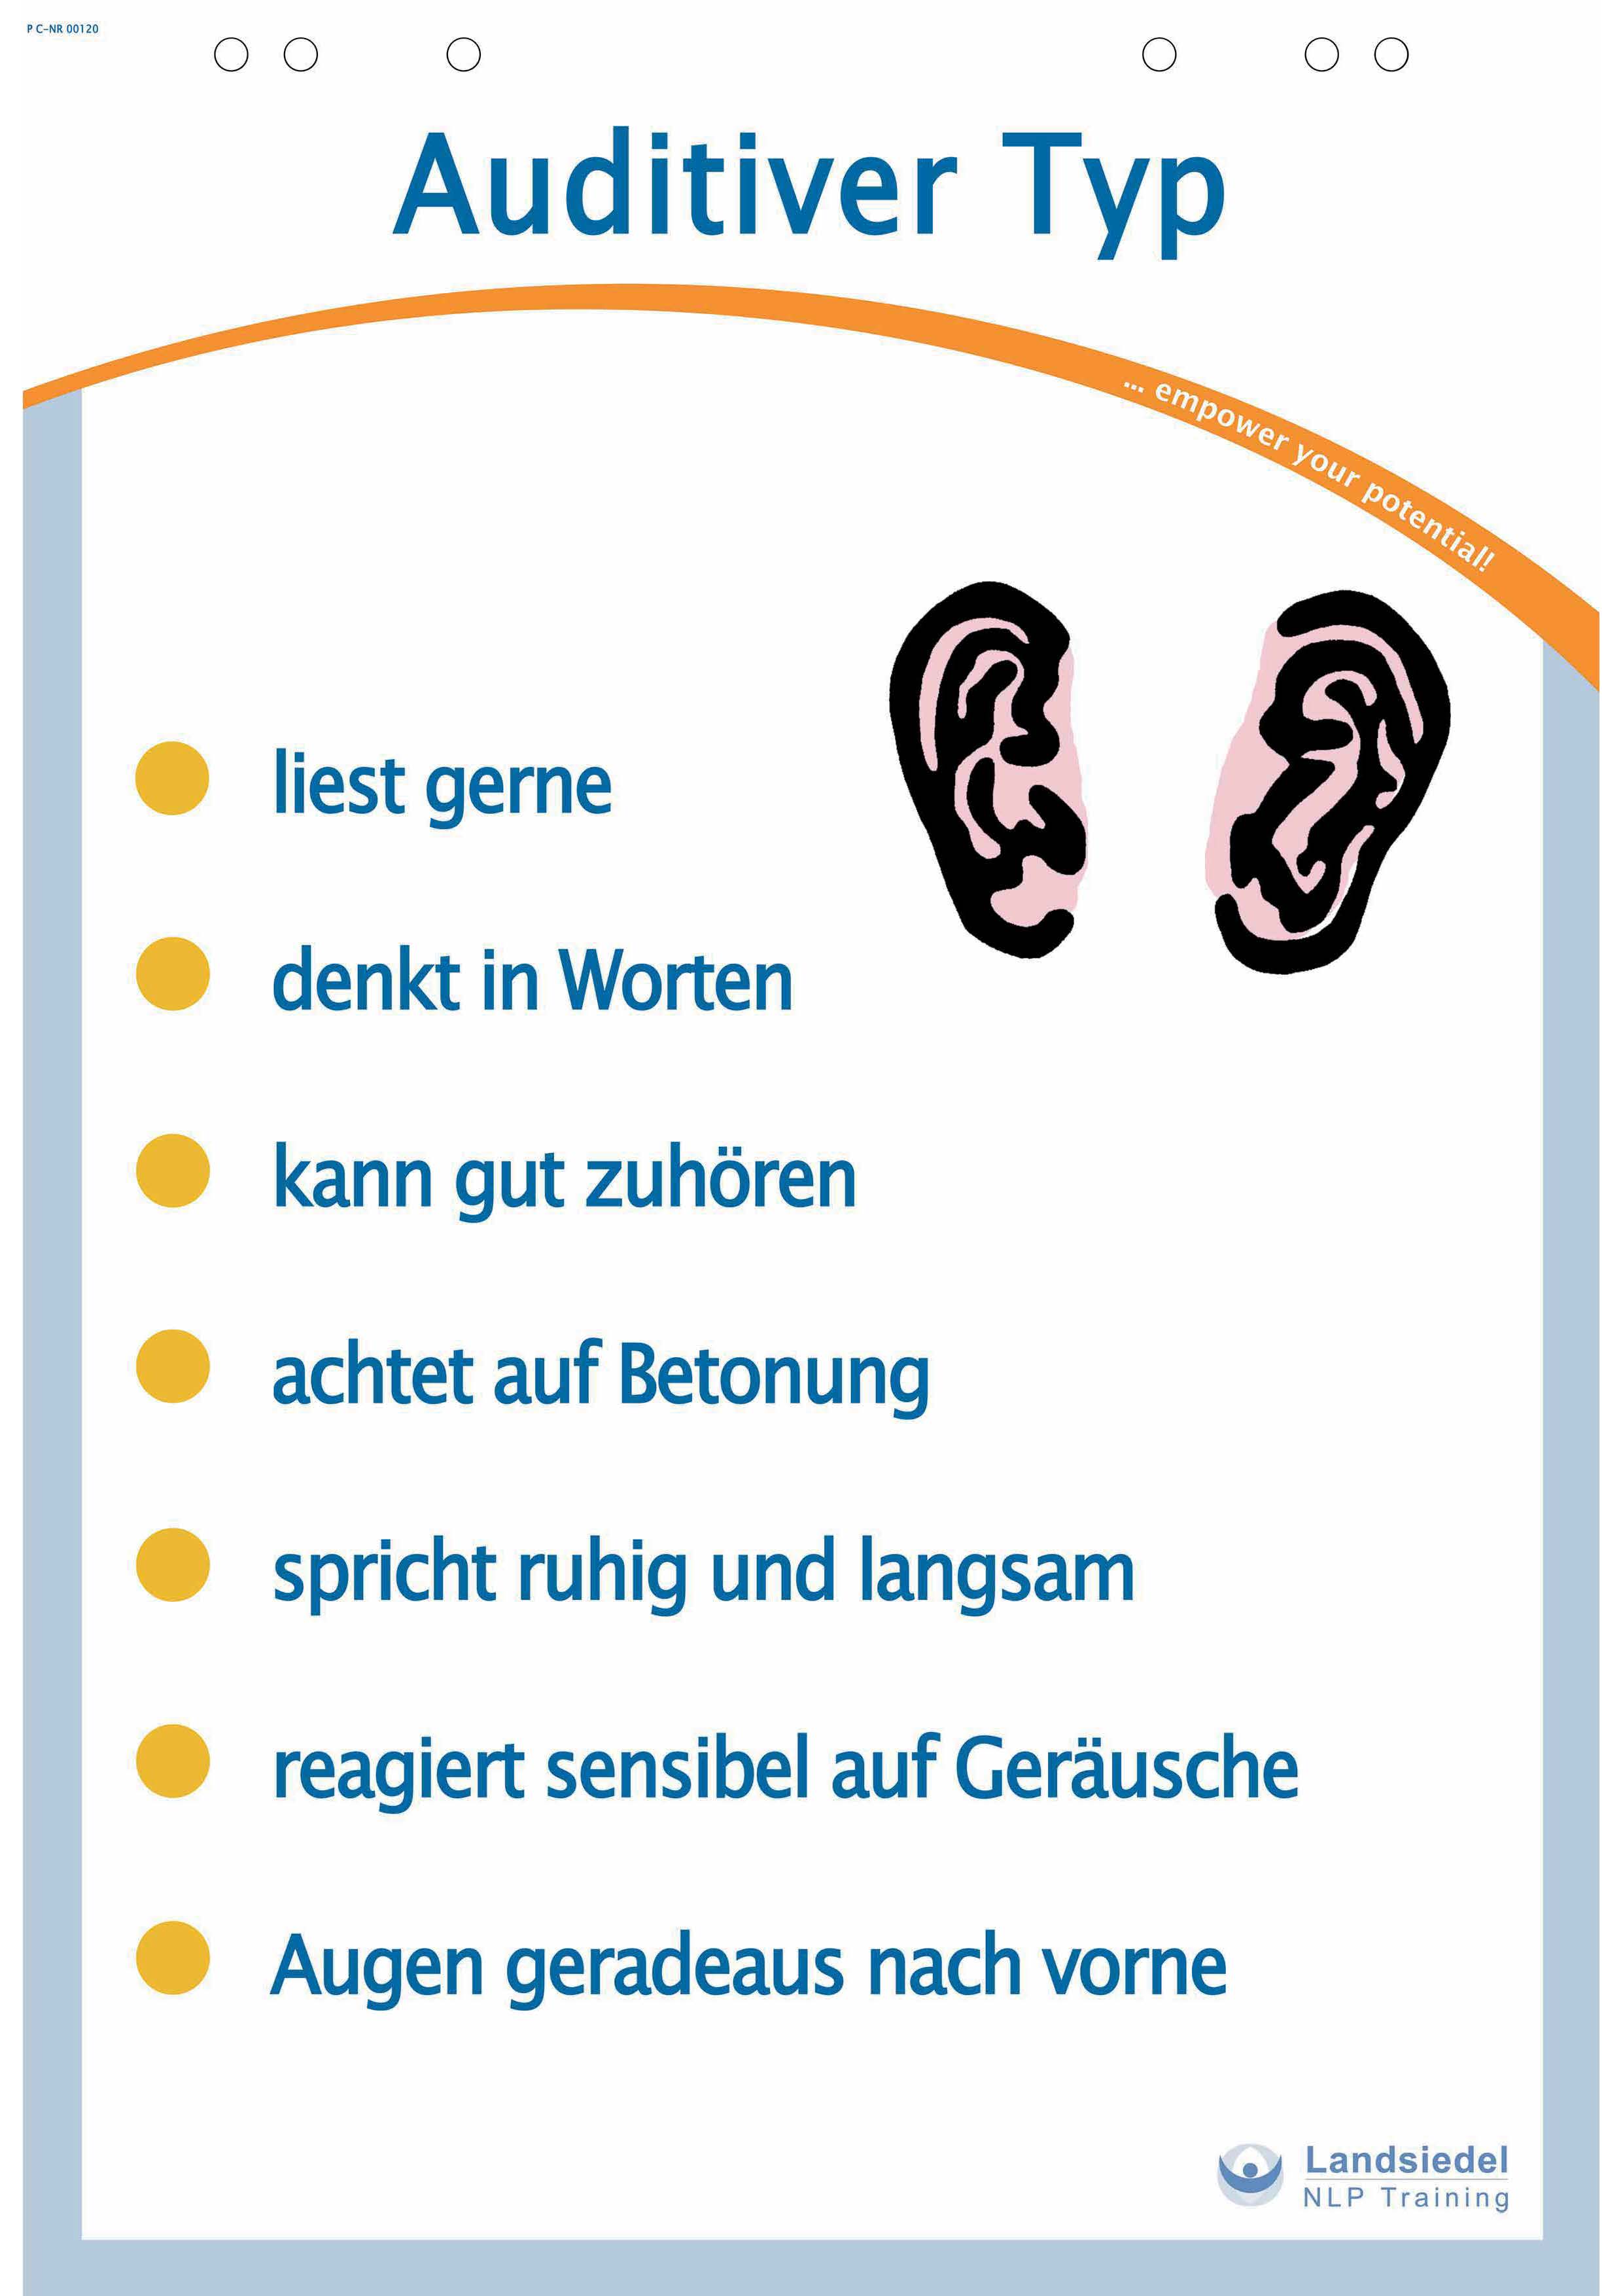 P C-NR 00120
Auditiver Typ
... empower your potential!
liest gerne
denkt in Worten
kann gut zuhören
achtet auf Betonung
spricht ruhig und langsam
reagiert sensibel auf Geräusche
Augen geradeaus nach vorne
Landsiedel
NLP Training